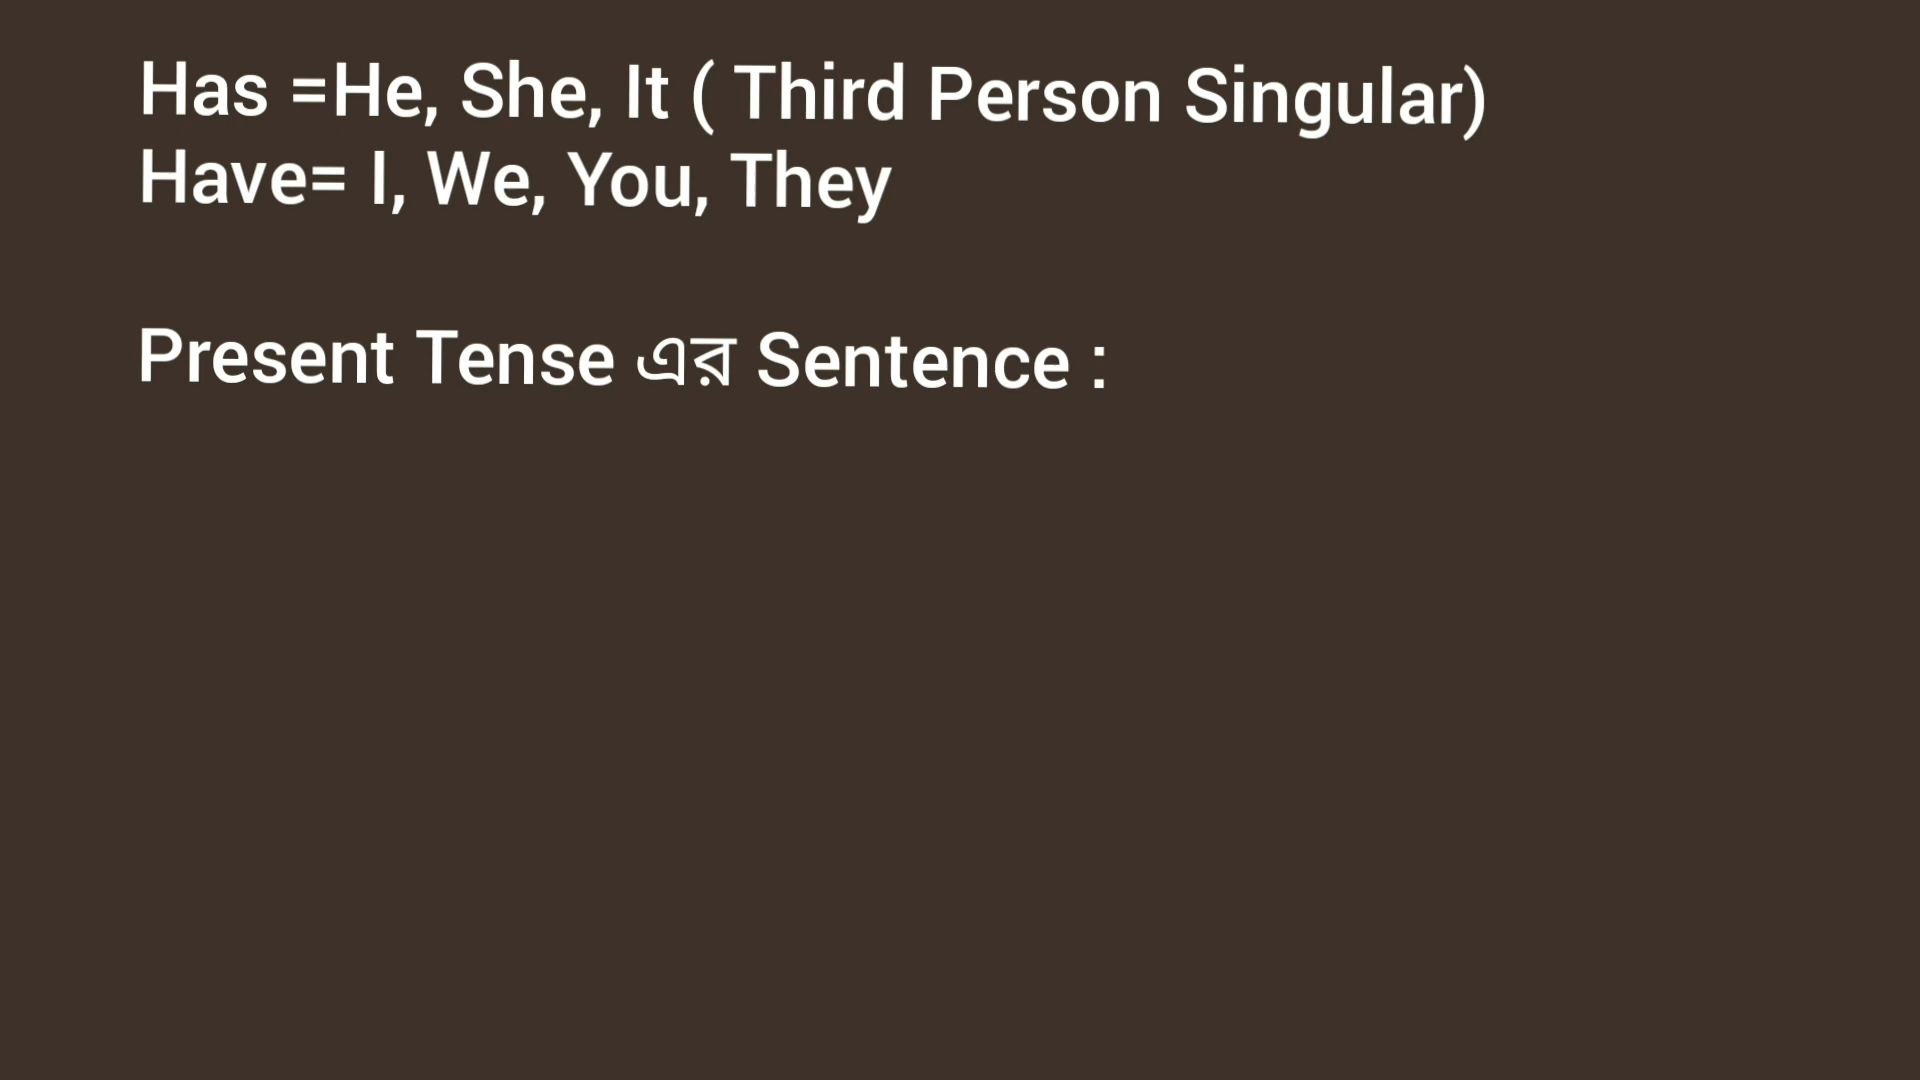 Has =He, She, It ( Third Person Singular)
Have= I, We, You, They
Present Tense এর Sentence :